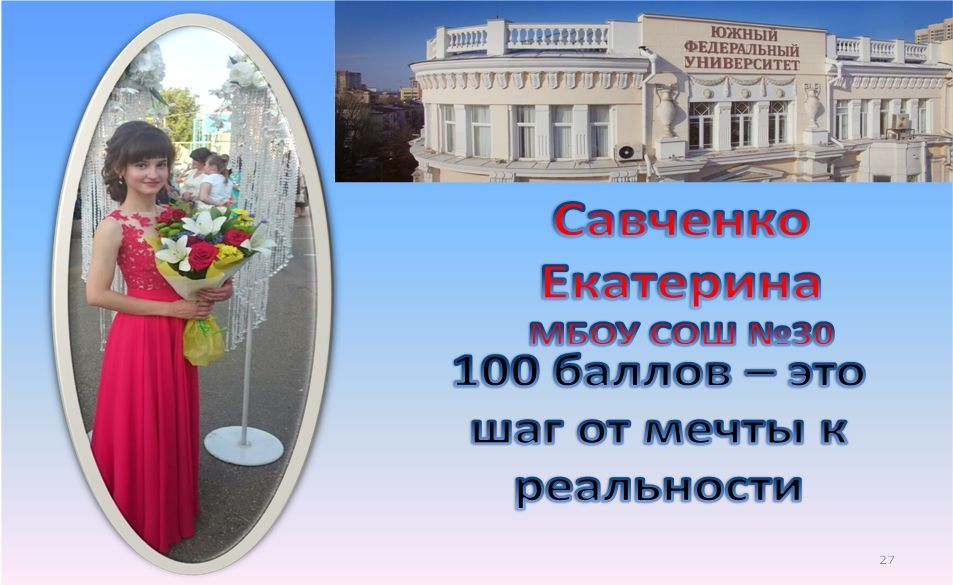 ЮЖНЫЙ
ФЕДЕРАЛЬНЫЙ
УНИВЕРСИТЕТ
Савченко
Екатерина
МБОУ СОШ №30
100 баллов – это
шаг от мечты к
реальности
27